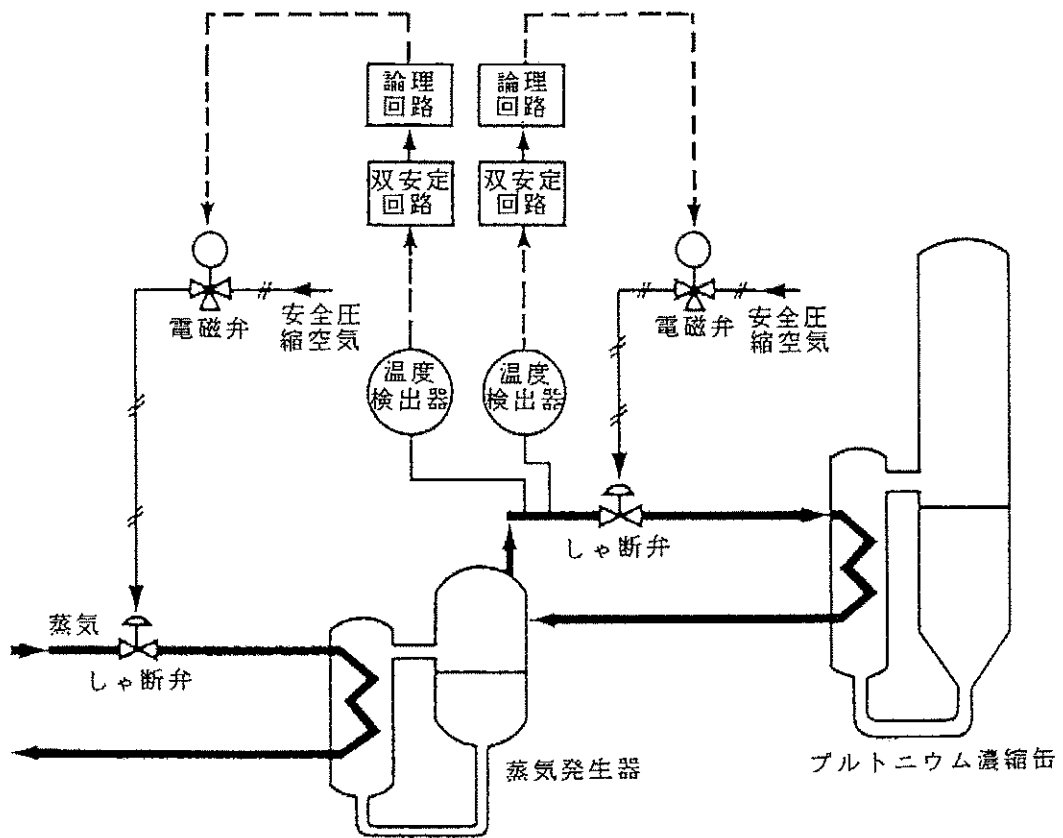 論理
回路
論理
回路
双安定
回路
双安定
回路
電磁弁
安全圧
縮空気
電磁弁
安全圧
縮空気
温度
検出器
温度
検出器
しゃ断弁
蒸気
しゃ断弁
蒸気発生器
プルトニウム濃縮缶